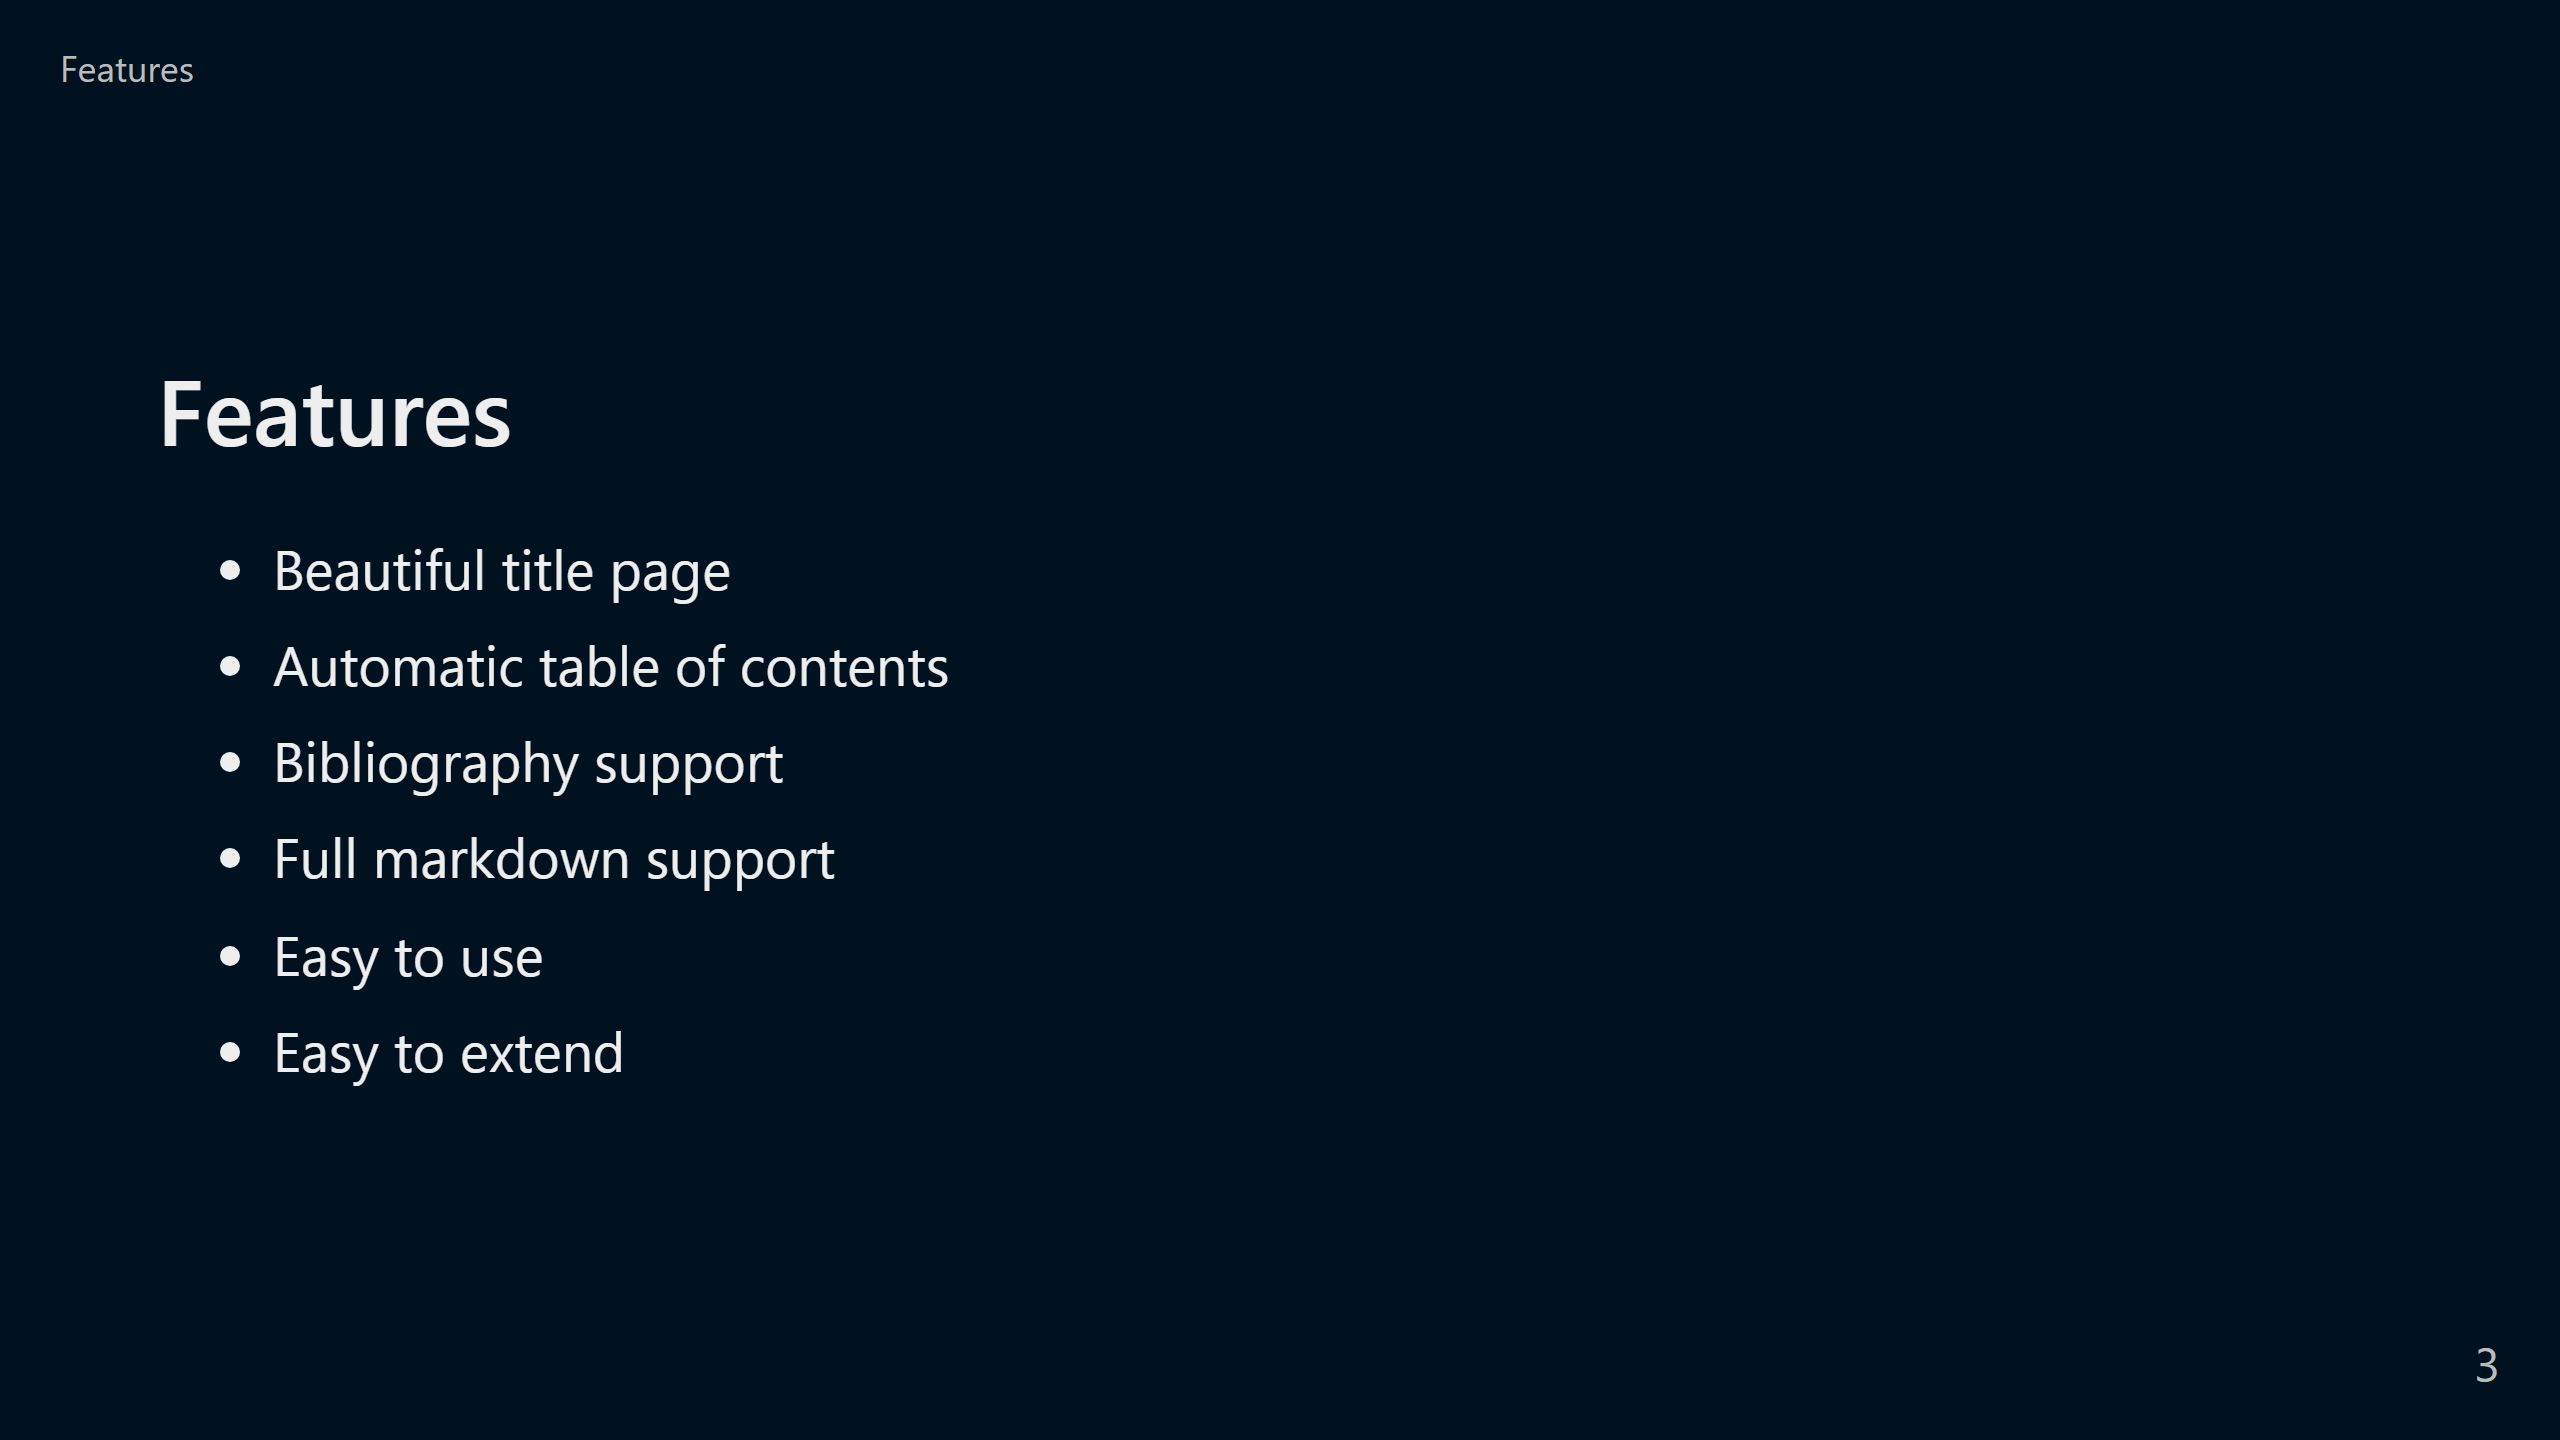 Features
Features
• Beautiful title page
• Automatic table of contents
• Bibliography support
• Full markdown support
• Easy to use
• Easy to extend
3